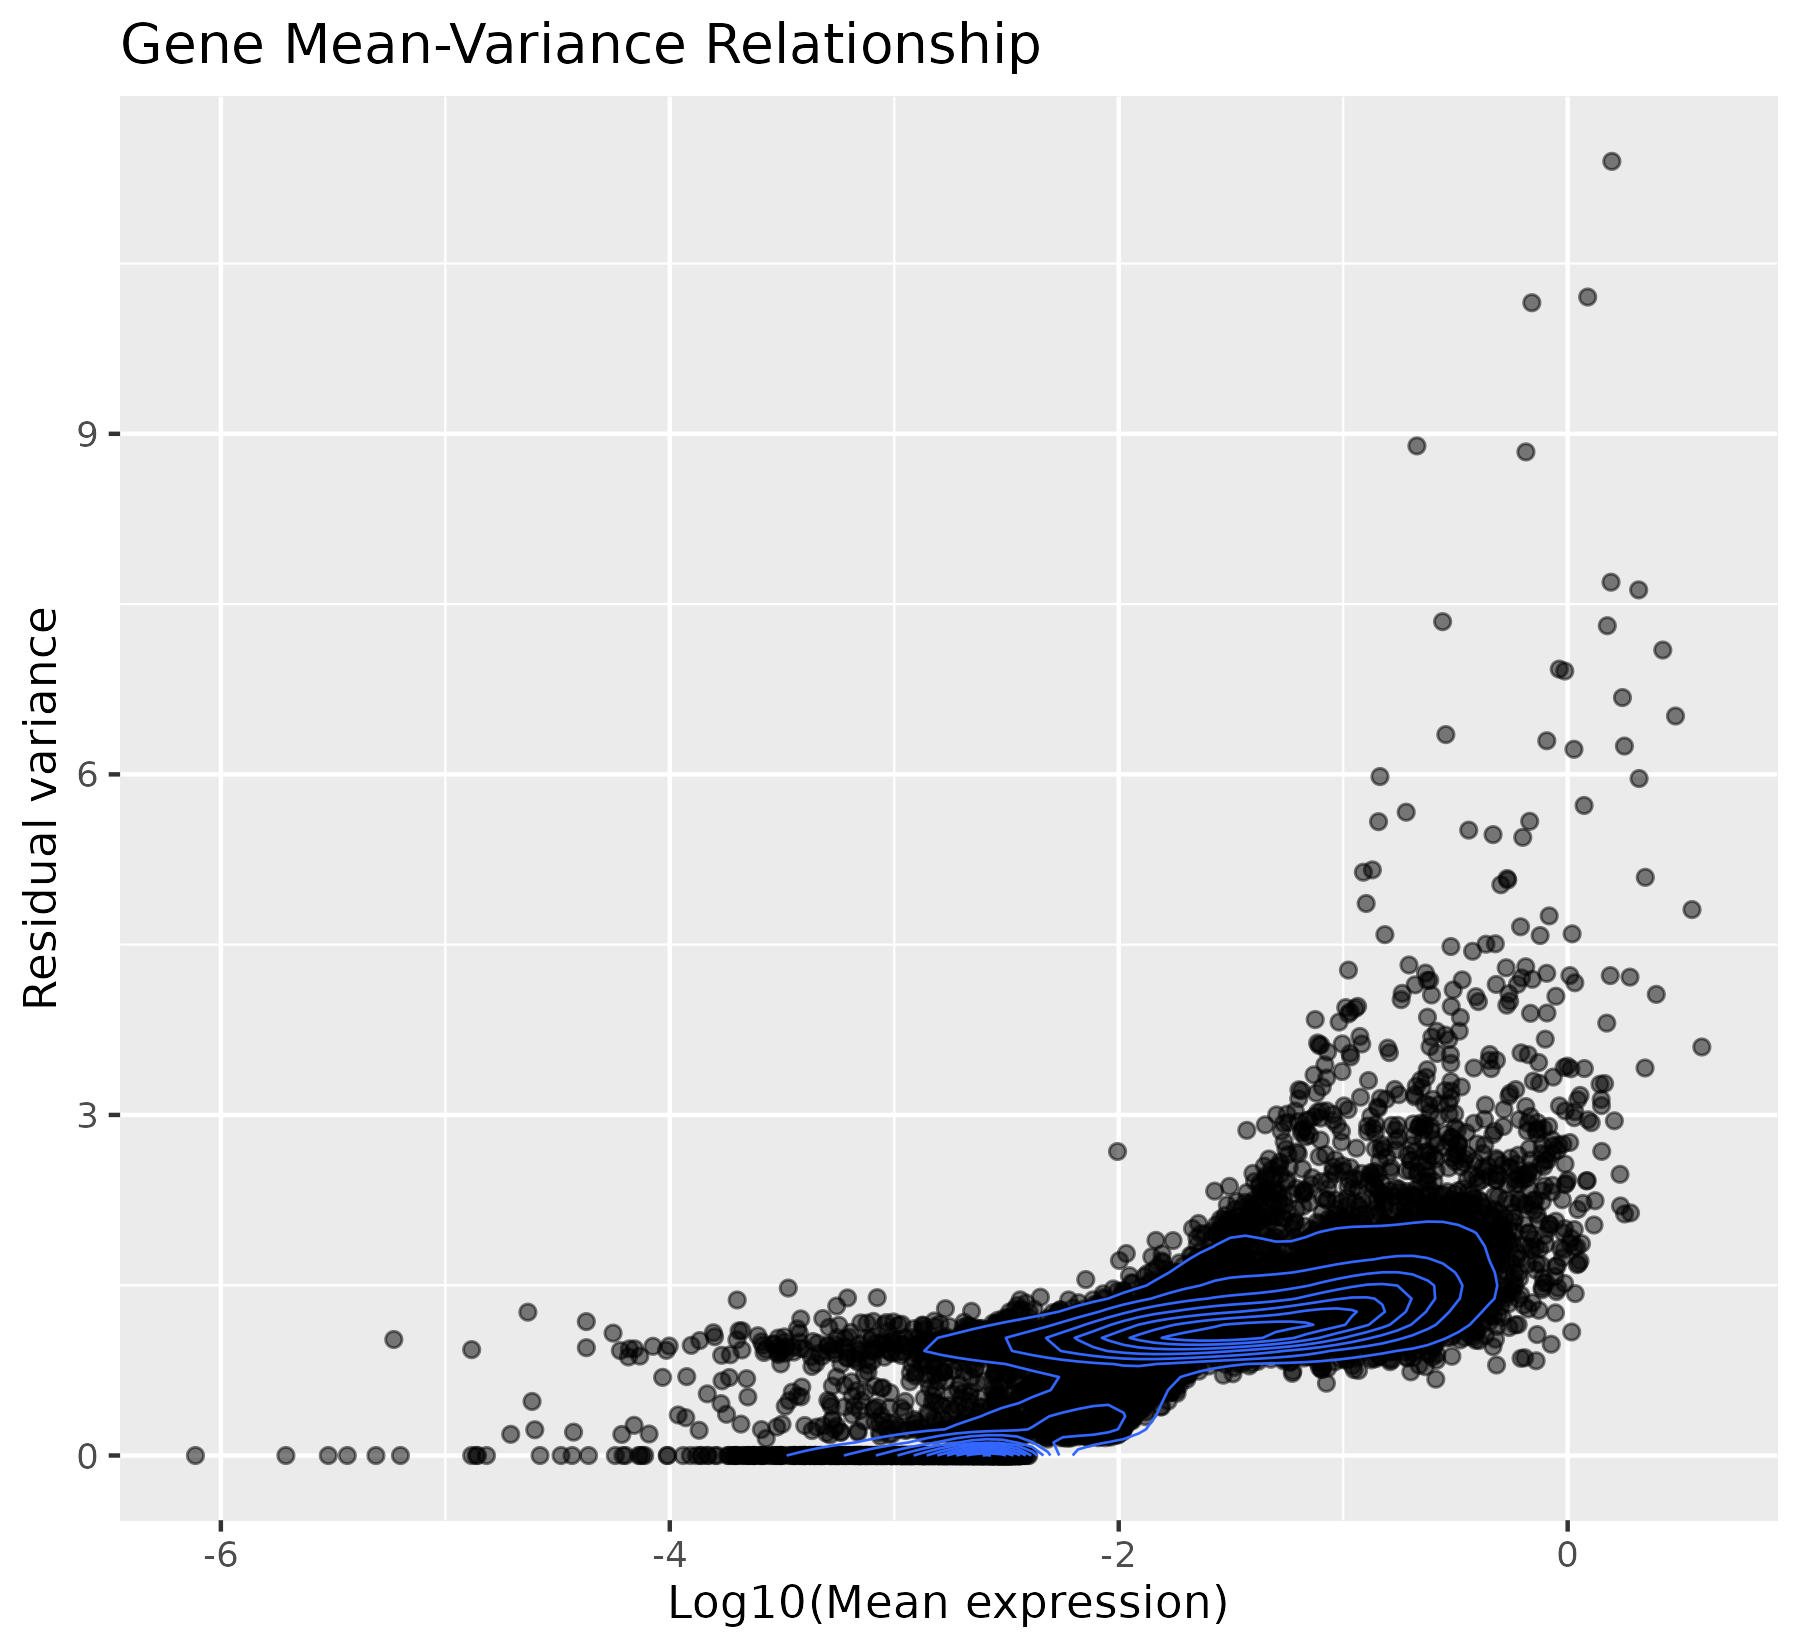 Gene Mean-Variance Relationship
Residual variance
9
6
3
0
-6
-4
-2
0
Log10(Mean expression)